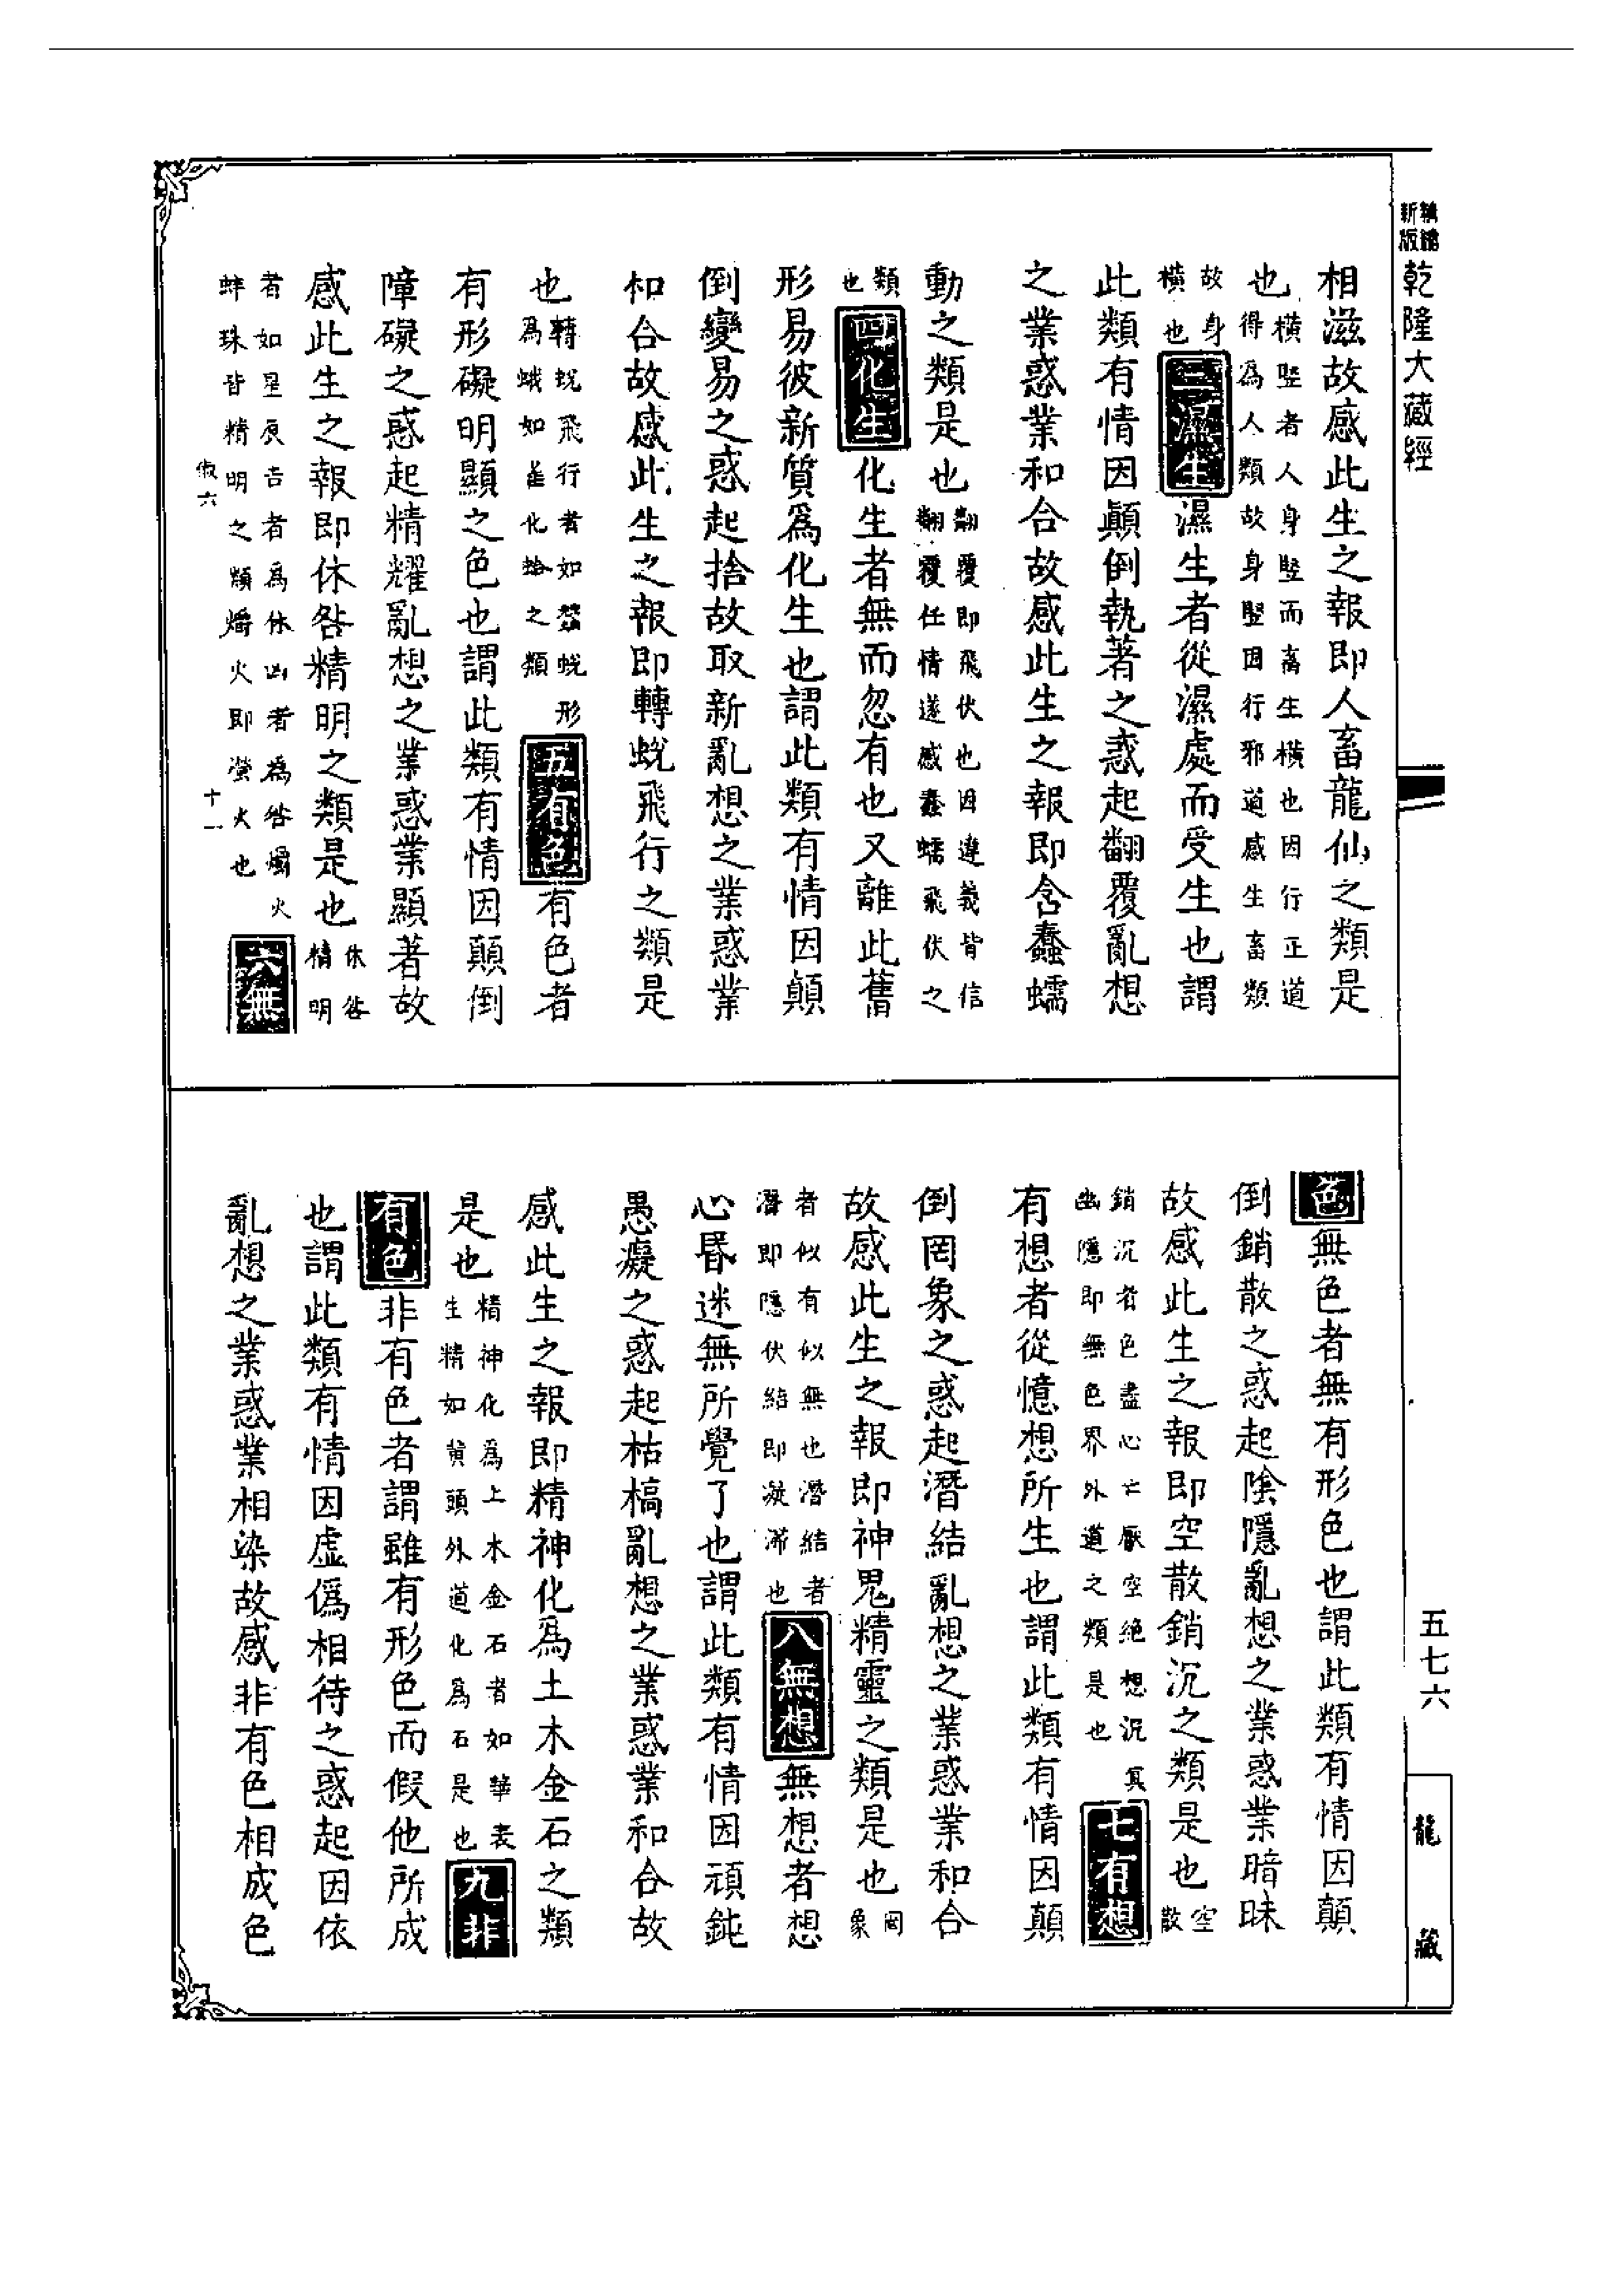 新版
精縮
乾隆大藏經
相滋故感此生之報即人畜龍仙之類是
也橫豎者人身豎而畜生橫也因行正道
得為人類故身豎因行邪道感生畜類
故身
橫也三濕生濕生者從濕處而受生也謂
此類有情因顛倒執著之惑起翻覆亂想
之業惑業和合故感此生之報即含蠢蠕
動之類是也翻覆即飛伏也因違義皆信
翻覆任情遂感蠢蠕飛伏之
類
也四化生化生者無而忽有也又離此舊
形易彼新質為化生也謂此類有情因顛
倒變易之惑起捨故取新亂想之業惑業
和合故感此生之報即轉蛻飛行之類是
也轉蛻飛行者如蠶蛻形
為蛾如雀化蛤之類五有色有色者
有形礙明顯之色也謂此類有情因顛倒
障礙之惑起精耀亂想之業惑業顯著故
感此生之報即休咎精明之類是也休咎
精明
者如星辰吉者為休凶者為咎爝火
蚌珠皆精明之類爝火即螢火也六無
俶六
十一
色無色者無有形色也謂此類有情因顛
倒銷散之惑起陰隱亂想之業惑業暗昧
故感此生之報即空散銷沉之類是也空
散
銷沉者色盡心亡厭空絕想沉冥
幽隱即無色界外道之類是也七有想
有想者從憶想所生也謂此類有情因顛
倒罔象之惑起潛結亂想之業惑業和合
故感此生之報即神鬼精靈之類是也罔
象
者似有似無也潛結者
潛即隱伏結即凝滯也八無想無想者想
心昏迷無所覺了也謂此類有情因頑鈍
愚癡之惑起枯槁亂想之業惑業和合故
感此生之報即精神化為土木金石之類
是也精神化為土木金石者如華表
生精如黃頭外道化為石是也九非
有色非有色者謂雖有形色而假他所成
也謂此類有情因虛偽相待之惑起因依
亂想之業惑業相染故感非有色相成色
五七六
龍藏